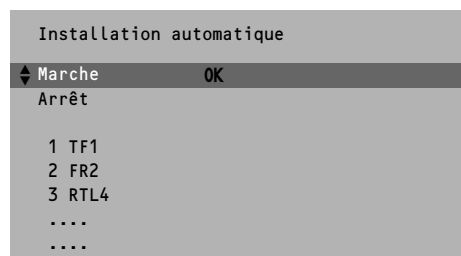 Installation automatique
Marche OK
Arrêt
1 TF1
2 FR2
3 RTL4
....
....